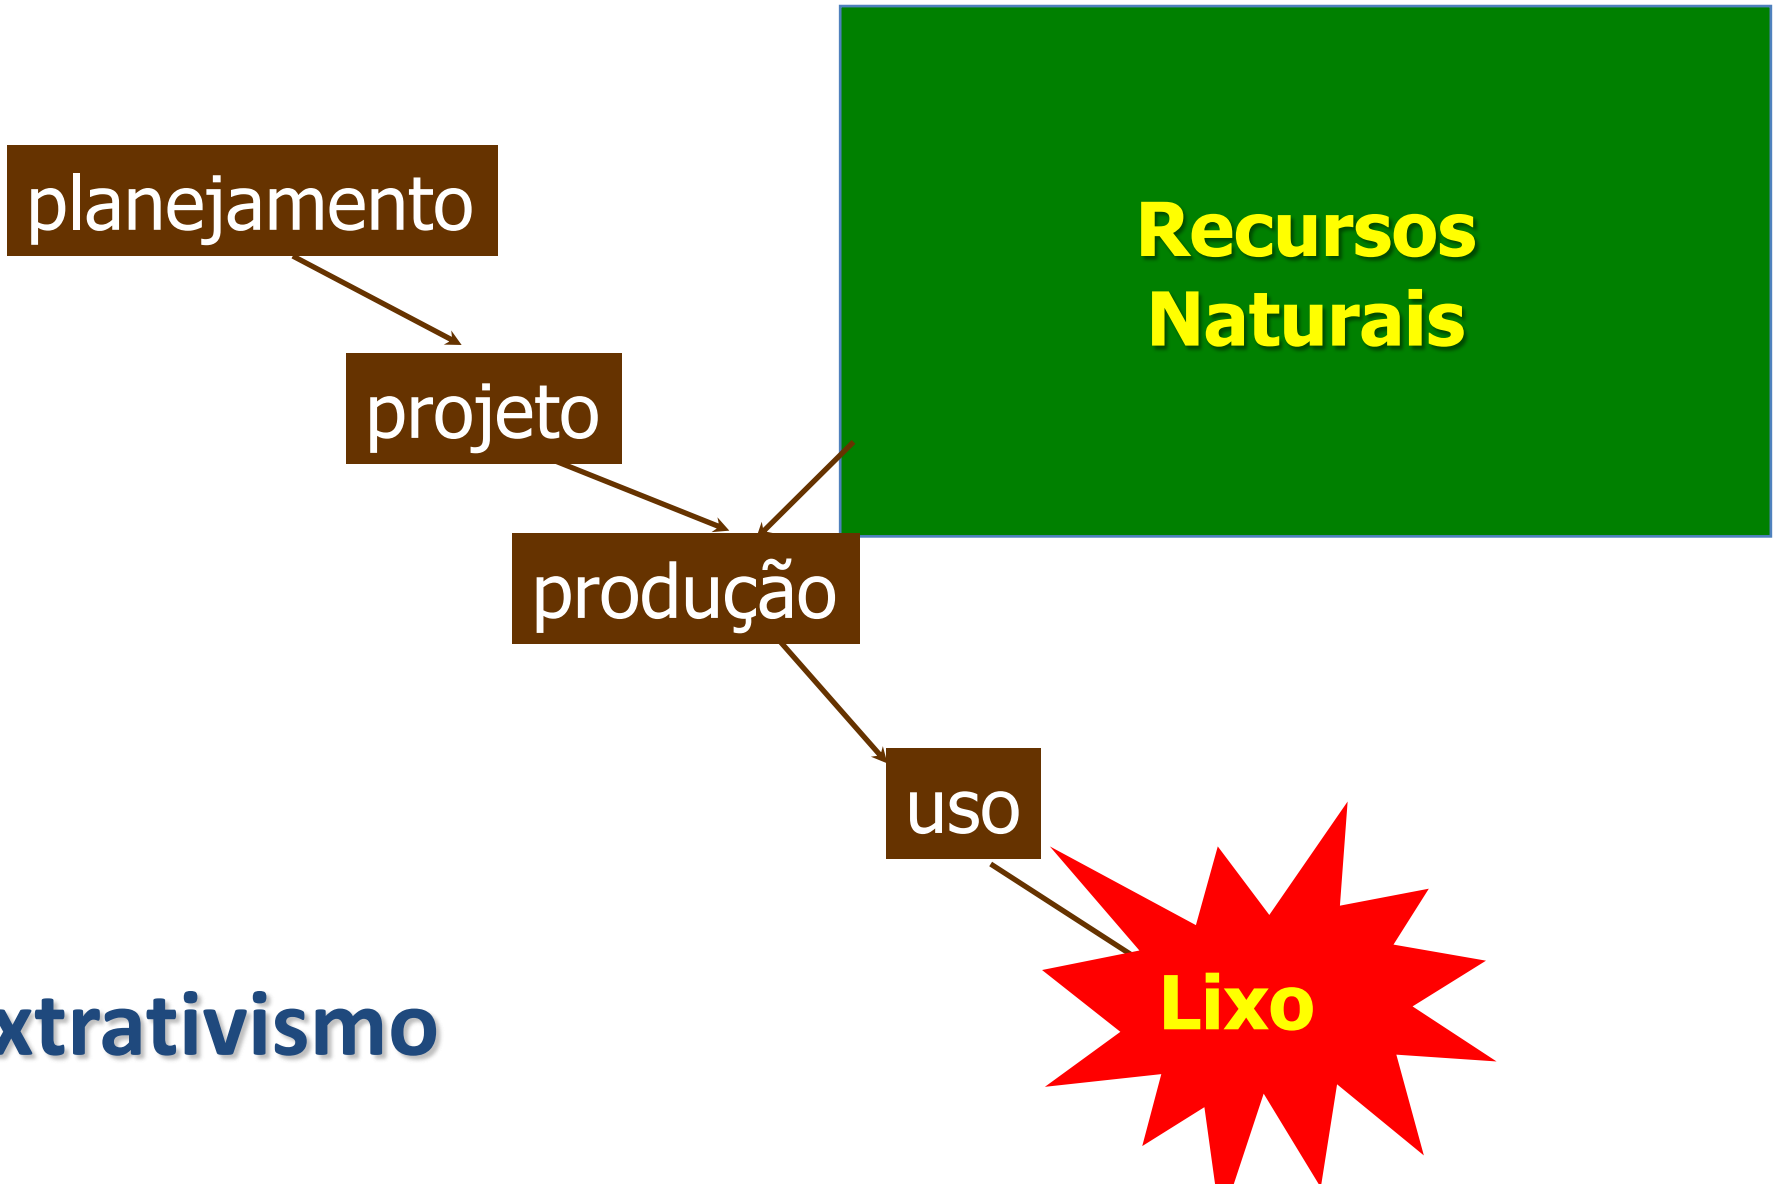 planejamento
Recursos
Naturais
projeto
produção
uso
Lixo
xtrativismo